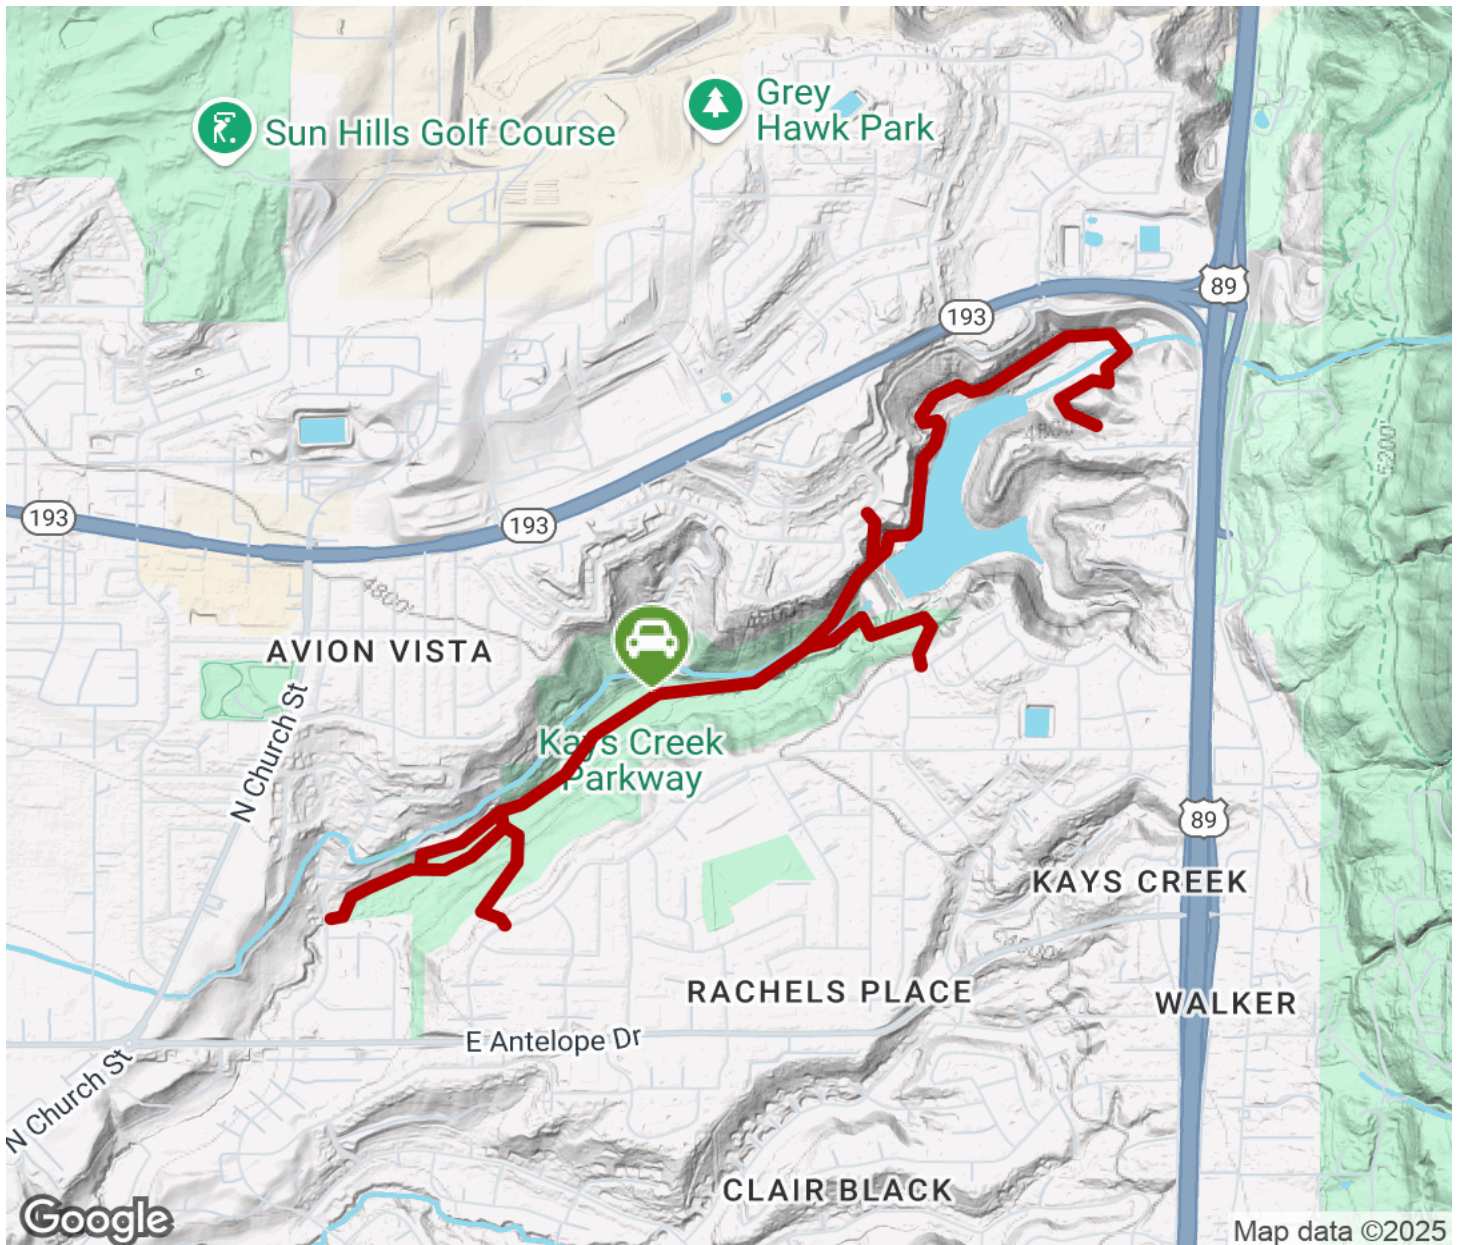 Grey
Hawk Park
Sun Hills Golf Course
89
193
193
193
4800'
AVION VISTA
5200'
N Church St
Kays Creek
Parkway
89
KAYS CREEK
RACHELS PLACE
WALKER
E Antelope Dr
N Church St
CLAIR BLACK
Google
Map data ©2025